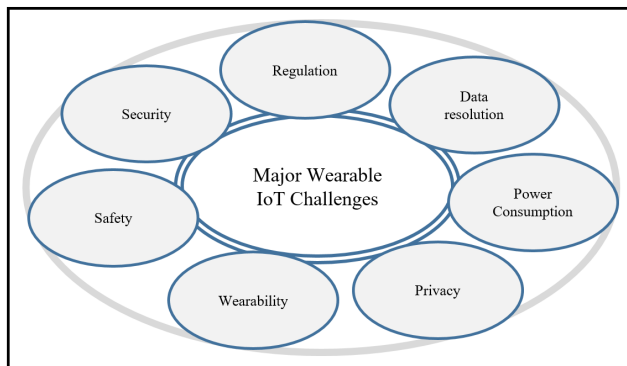 Regulation
Data
resolution
Security
Major Wearable
IoT Challenges
Power
Consumption
Safety
Wearability
Privacy